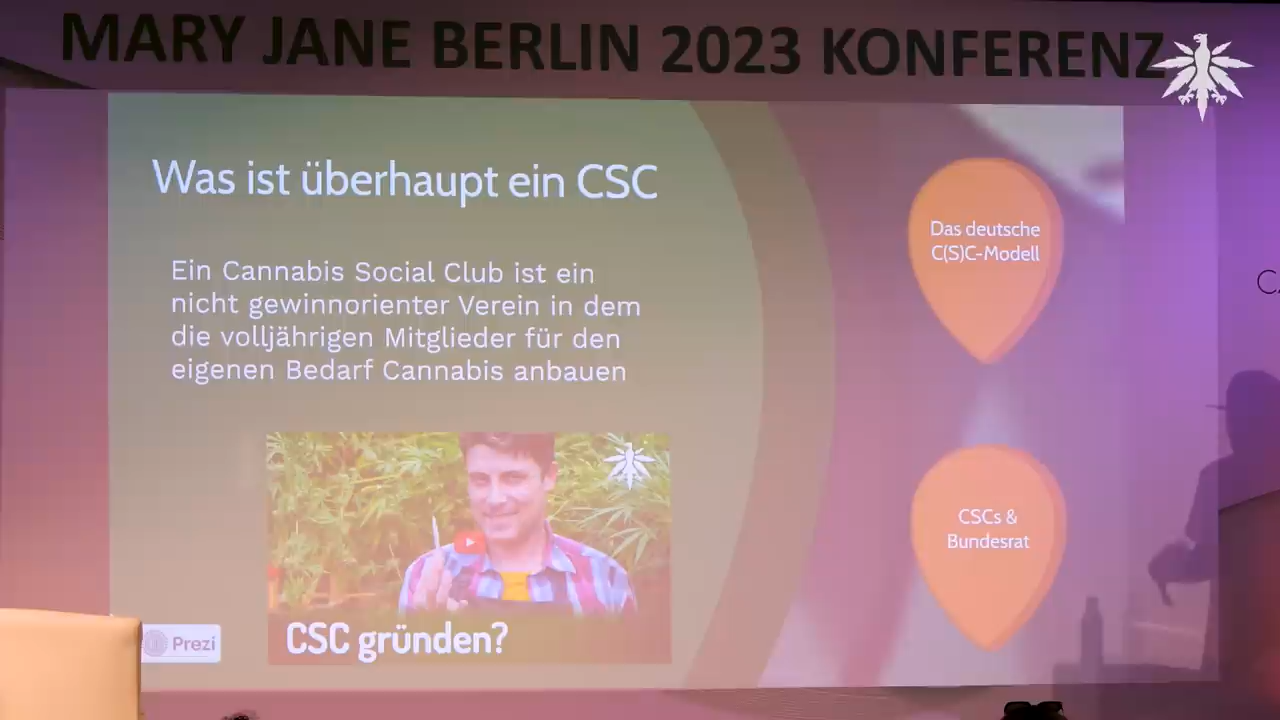 MARY JANE BERLIN 2023 KONFERENZ
Was ist überhaupt ein CSC
Ein Cannabis Social Club ist ein
nicht gewinnorienter Verein in dem
die volljährigen Mitglieder für den
eigenen Bedarf Cannabis anbauen
CSC gründen?
Prezi
Das deutsche
C(S)C-Modell
CSCs &
Bundesrat